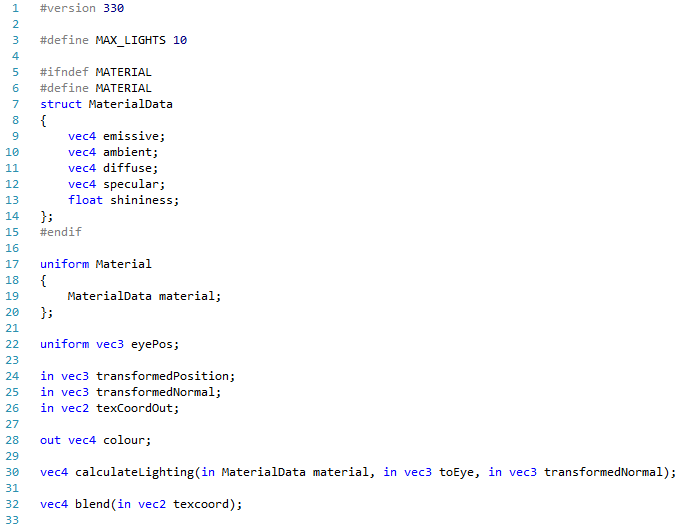 1 #version 330
2
3 #define MAX_LIGHTS 10
4
5 #ifndef MATERIAL
6 #define MATERIAL
7 struct MaterialData
8 {
9     vec4 emissive;
10     vec4 ambient;
11     vec4 diffuse;
12     vec4 specular;
13     float shininess;
14 };
15 #endif
16
17 uniform Material
18 {
19     MaterialData material;
20 };
21
22 uniform vec3 eyePos;
23
24 in vec3 transformedPosition;
25 in vec3 transformedNormal;
26 in vec2 texCoordOut;
27
28 out vec4 colour;
29
30 vec4 calculateLighting(in MaterialData material, in vec3 toEye, in vec3 transformedNormal);
31
32 vec4 blend(in vec2 texcoord);
33